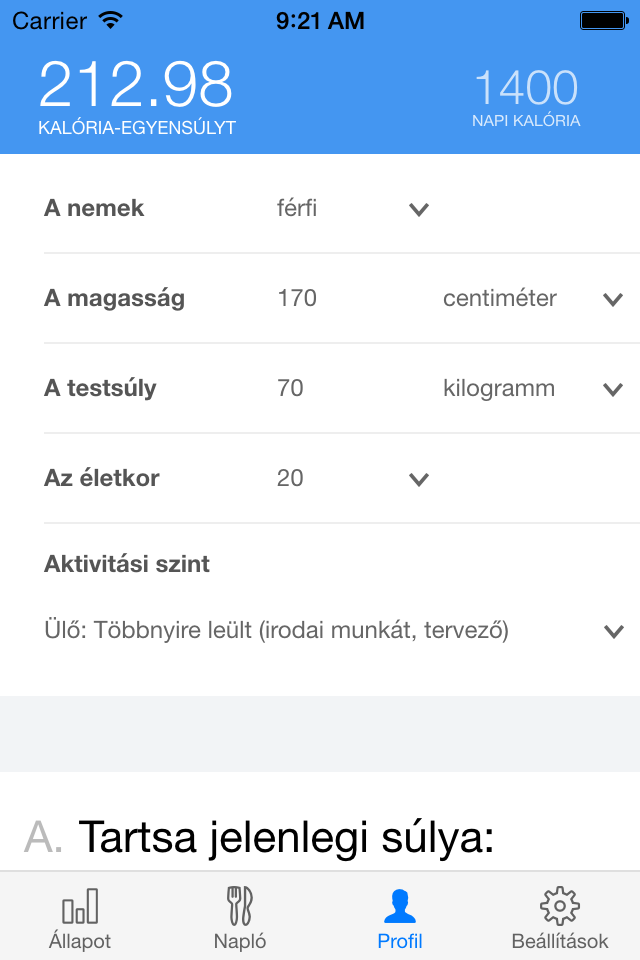 Carrier 9:21 AM
212.98 1400
KALÓRIA-EGYENSÚLYT NAPI KALÓRIA
A nemek férfi
A magasság 170 centiméter
A testsúly 70 kilogramm
Az életkor 20
Aktivitási szint
Ülő: Többnyire leült (irodai munkát, tervező)
A. Tartsa jelenlegi súlya:
Állapot Napló Profil Beállítások